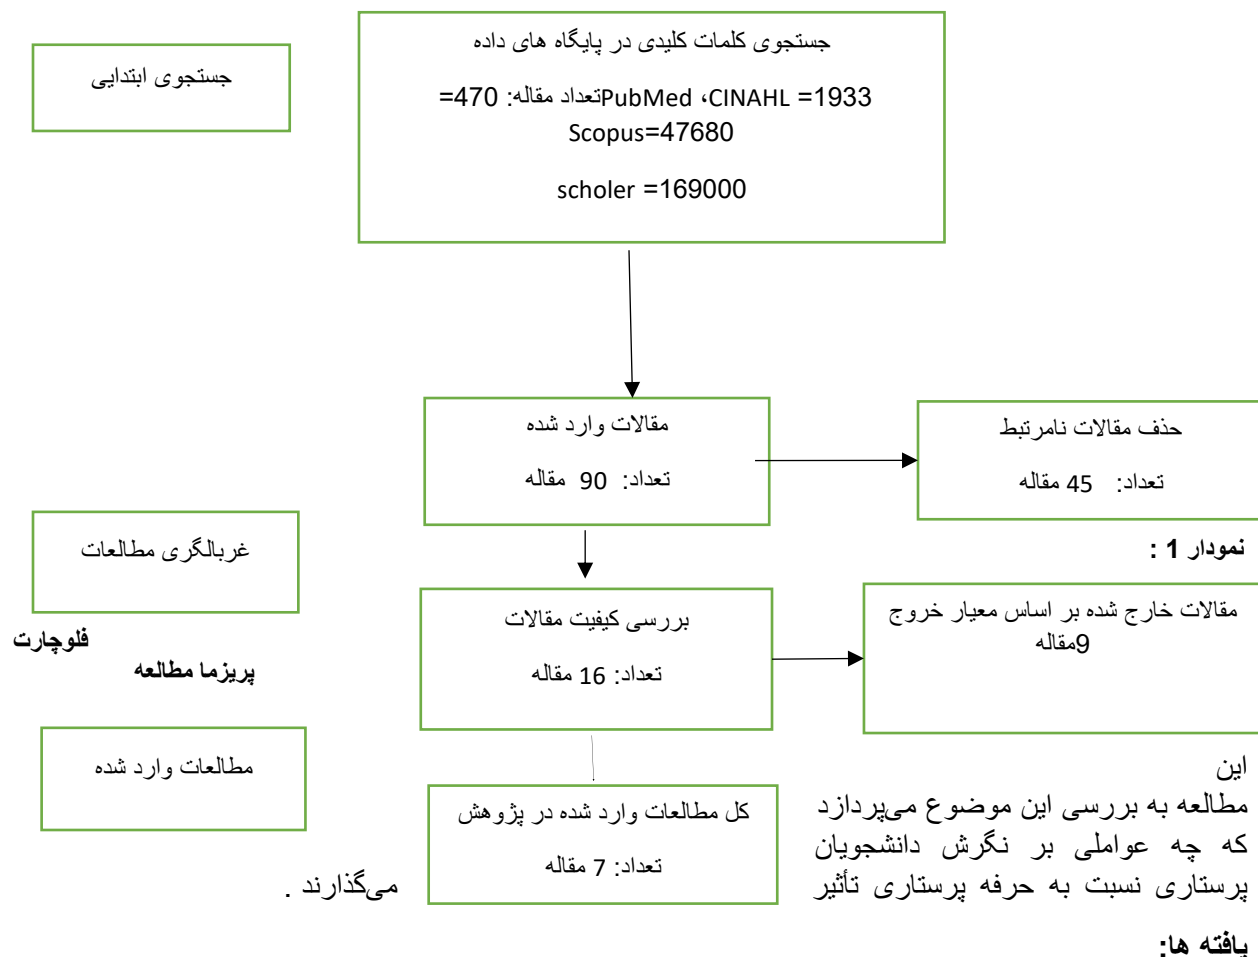 جستجوی کلمات کلیدی در پایگاه های داده
تعداد مقاله: 470= PubMed ،CINAHL =1933
Scopus=47680
scholer =169000
جستجوی ابتدایی
مقالات وارد شده
تعداد: 90 مقاله
حذف مقالات نامرتبط
تعداد: 45 مقاله
نمودار 1 :
غربالگری مطالعات
فلوچارت
پریزما مطالعه
بررسی کیفیت مقالات
تعداد: 16 مقاله
مقالات خارج شده بر اساس معیار خروج
9مقاله
مطالعات وارد شده
کل مطالعات وارد شده در پژوهش
تعداد: 7 مقاله
این
مطالعه به بررسی این موضوع می‌پردازد
که چه عواملی بر نگرش دانشجویان
پرستاری نسبت به حرفه پرستاری تأثیر می‌گذارند .
یافته ها: